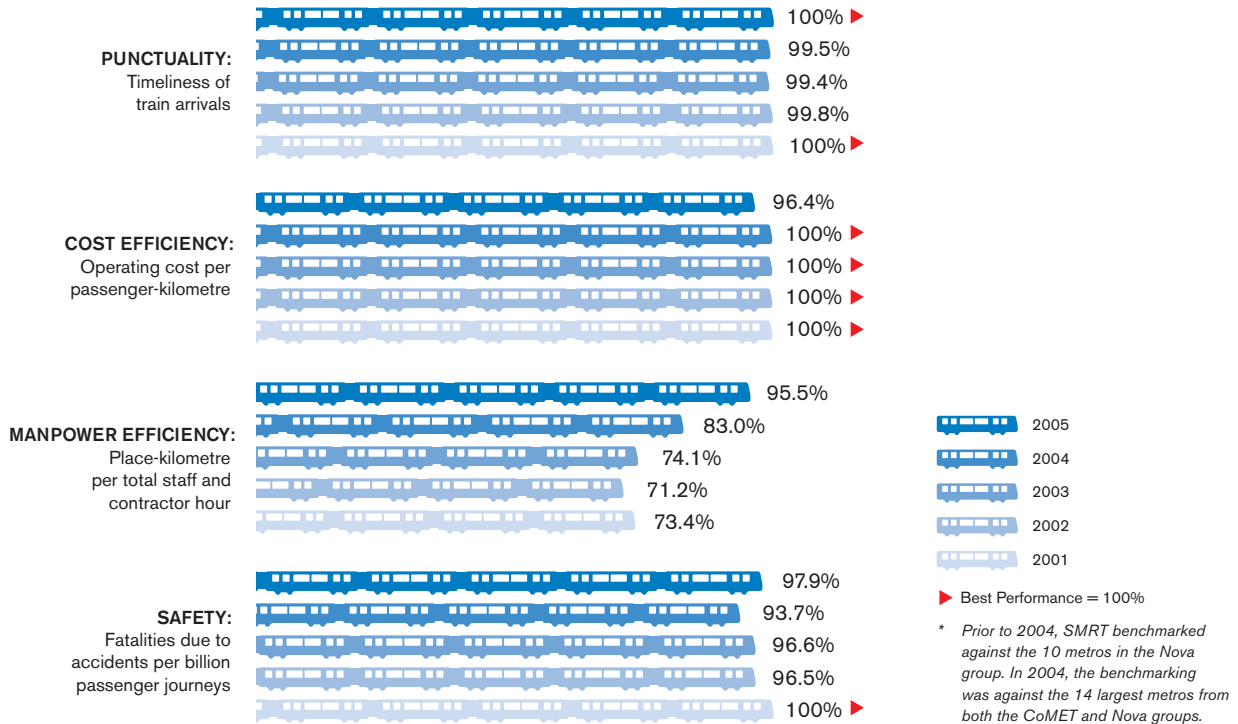 100%
PUNCTUALITY:
Timeliness of
train arrivals
99.5%
99.4%
99.8%
100%
96.4%
COST EFFICIENCY:
Operating cost per
passenger-kilometre
100%
100%
100%
100%
95.5%
MANPOWER EFFICIENCY:
Place-kilometre
per total staff and
contractor hour
83.0%
74.1%
71.2%
73.4%
97.9%
SAFETY:
Fatalities due to
accidents per billion
passenger journeys
93.7%
96.6%
96.5%
100%
2005
2004
2003
2002
2001
Best Performance = 100%
* Prior to 2004, SMRT benchmarked
against the 10 metros in the Nova
group. In 2004, the benchmarking
was against the 14 largest metros from
both the CoMET and Nova groups.